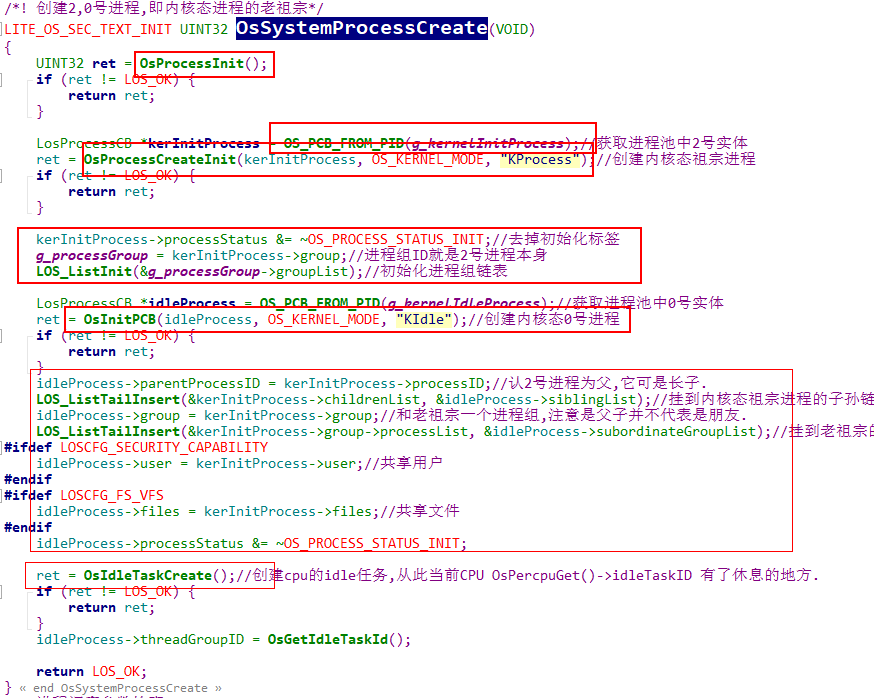 /*! 创建2,0号进程,即内核态进程的老祖宗*/
LITE_OS_SEC_TEXT_INIT UINT32 OsSystemProcessCreate(VOID)
{
    UINT32 ret = OsProcessInit();
    if (ret != LOS_OK) {
        return ret;
    }

    LosProcessCB *kerInitProcess = OS_PCB_FROM_PID(g_kernelInitProcess);//获取进程池中2号实体
    ret = OsProcessCreateInit(kerInitProcess, OS_KERNEL_MODE, "KProcess");//创建内核态祖宗进程
    if (ret != LOS_OK) {
        return ret;
    }

    kerInitProcess->processStatus &= ~OS_PROCESS_STATUS_INIT;//去掉初始化标签
    g_processGroup = kerInitProcess->group;//进程组ID就是2号进程本身
    LOS_ListInit(&g_processGroup->groupList);//初始化进程组链表

    LosProcessCB *idleProcess = OS_PCB_FROM_PID(g_kernelIdleProcess);//获取进程池中0号实体
    ret = OsInitPCB(idleProcess, OS_KERNEL_MODE, "KIdle");//创建内核态0号进程
    if (ret != LOS_OK) {
        return ret;
    }
    idleProcess->parentProcessID = kerInitProcess->processID;//认2号进程为父,它可是长子.
    LOS_ListTailInsert(&kerInitProcess->childrenList, &idleProcess->siblingList);//挂到内核态祖宗进程的子孙链
    idleProcess->group = kerInitProcess->group;//和老祖宗一个进程组,注意是父子并不代表是朋友.
    LOS_ListTailInsert(&kerInitProcess->group->processList, &idleProcess->subordinateGroupList);//挂到老祖宗的
#ifdef LOSCFG_SECURITY_CAPABILITY
    idleProcess->user = kerInitProcess->user;//共享用户
#endif
#ifdef LOSCFG_FS_VFS
    idleProcess->files = kerInitProcess->files;//共享文件
#endif
    idleProcess->processStatus &= ~OS_PROCESS_STATUS_INIT;

    ret = OsIdleTaskCreate();//创建cpu的idle任务,从此当前CPU OsPercpuGet()->idleTaskID 有了休息的地方.
    if (ret != LOS_OK) {
        return ret;
    }
    idleProcess->threadGroupID = OsGetIdleTaskId();

    return LOS_OK;
} « end OsSystemProcessCreate »